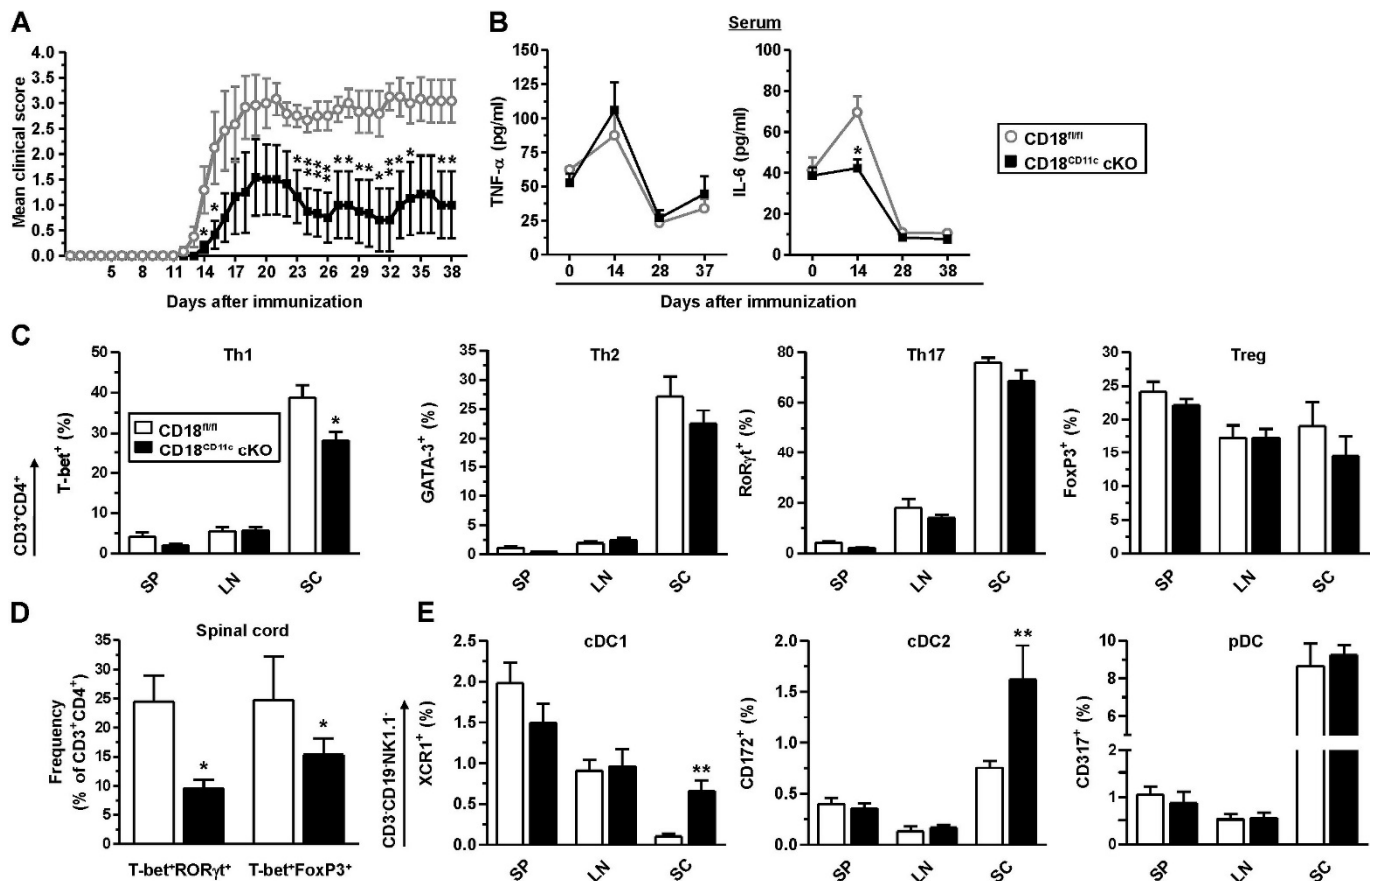 A
Mean clinical score
4.0
3.5
3.0
2.5
2.0
1.5
1.0
0.5
0.0
* * * * * * * * * * * * * * * * * * * *
5 8 11 14 17 20 23 26 29 32 35 38
Days after immunization
B
Serum
TNF-α (pg/ml)
150
125
100
75
50
25
0
0 14 28 37
IL-6 (pg/ml)
100
80
60
40
20
0
*
0 14 28 38
Days after immunization
CD18fl/fl
CD18CD11c cKO
C
CD3+CD4+
Th1
T-bet+ (%)
50
40
30
20
10
0
CD18fl/fl
CD18CD11c cKO
*
SP LN SC
Th2
GATA-3+ (%)
35
30
25
20
15
10
5
0
SP LN SC
Th17
RoRγt+ (%)
80
60
40
20
0
SP LN SC
Treg
FoxP3+ (%)
30
25
20
15
10
5
0
SP LN SC
D
Spinal cord
Frequency
(% of CD3+CD4+)
35
30
25
20
15
10
5
0
* *
T-bet+RORγt+ T-bet+FoxP3+
E
CD3-CD19-NK1.1-
cDC1
XCR1+ (%)
2.5
2.0
1.5
1.0
0.5
0.0
**
SP LN SC
cDC2
CD172+ (%)
2.0
1.5
1.0
0.5
0.0
**
SP LN SC
pDC
CD317+ (%)
10
8
6
4
2
1
0
SP LN SC